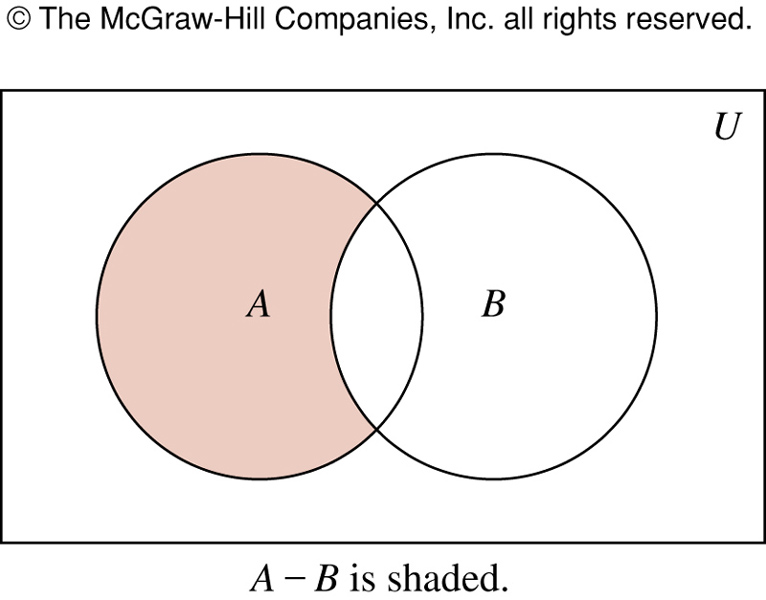 © The McGraw-Hill Companies, Inc. all rights reserved.
U
A
B
A – B is shaded.